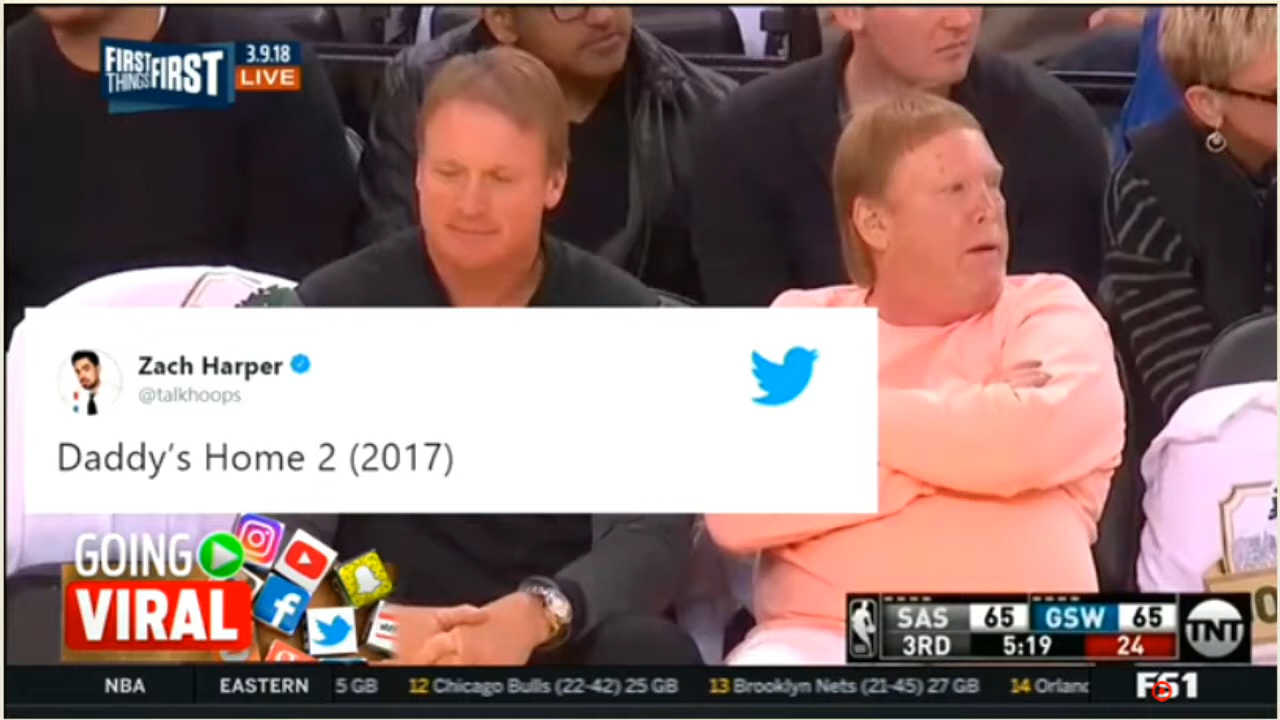 FIRST THINGS FIRST
3.9.18
LIVE
Zach Harper
@talkhoops
Daddy's Home 2 (2017)
GOING
VIRAL
SAS 65 GSW 65
3RD 5:19 24
TNT
NBA EASTERN 5 GB 12 Chicago Bulls (22-42) 25 GB 13 Brooklyn Nets (21-45) 27 GB 14 Orland